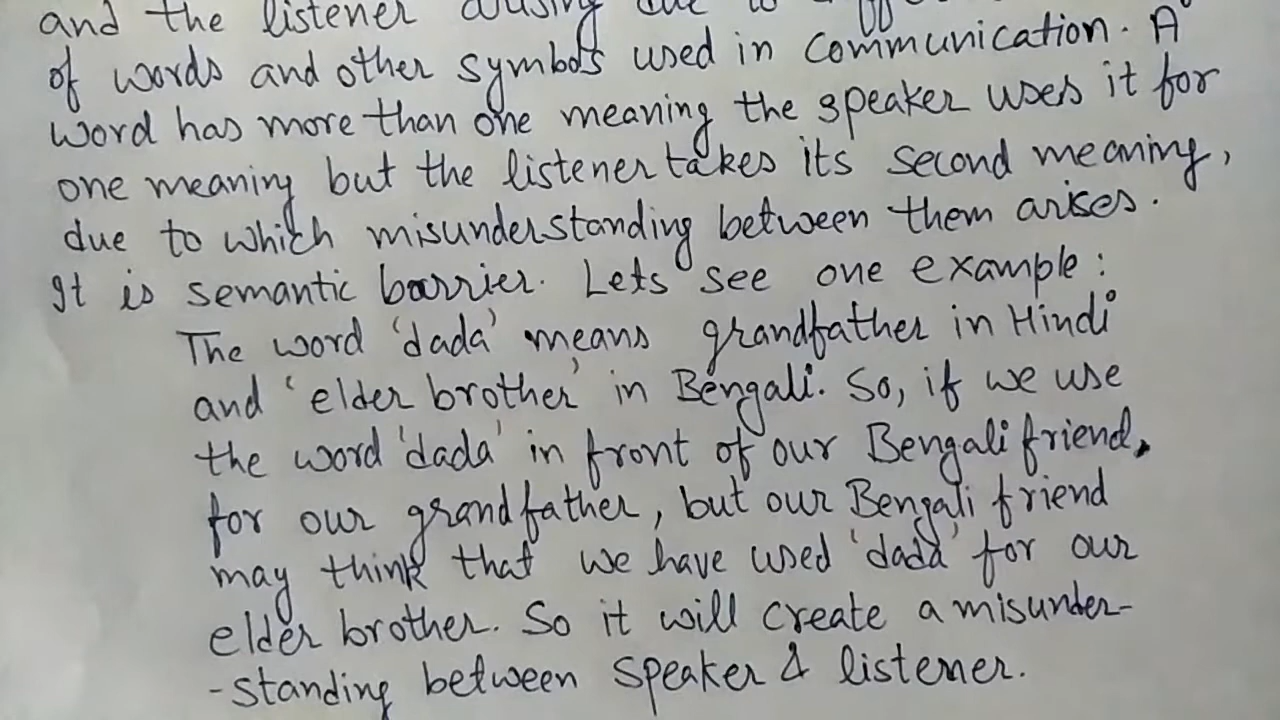 and the listener arising due to
of words and other symbols used in communication. A
word has more than one meaning the speaker uses it for
one meaning but the listener takes its second meaning,
due to which misunderstanding between them arises.
It is semantic barrier. Lets see one example:
The word 'dada' means grandfather in Hindi
and 'elder brother' in Bengali. So, if we use
the word 'dada' in front of our Bengali friend,
for our grandfather, but our Bengali friend
may think that we have used 'dada' for our
elder brother. So it will create a misunder-
-standing between speaker & listener.